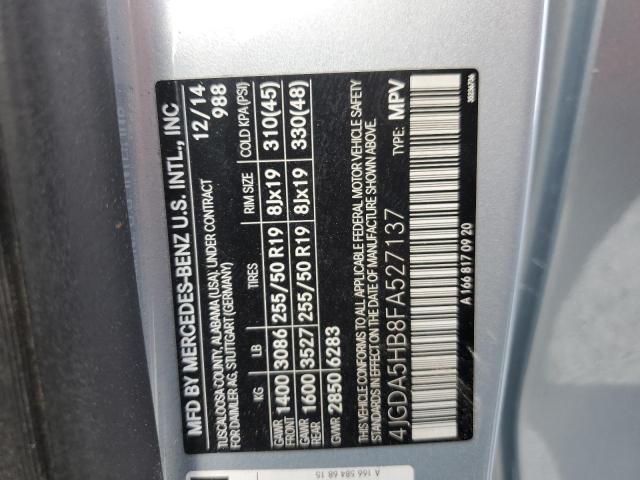 MFD BY MERCEDES-BENZ U.S. INTL., INC
TUSCALOOSA COUNTY, ALABAMA (USA), UNDER CONTRACT 12/14
FOR DAIMLER AG, STUTTGART (GERMANY) 988
KG LB TIRES RIM SIZE COLD KPA (PSI)
GAWR FRONT 1400 3086 255/50 R19 8Jx19 310(45)
GAWR REAR 1600 3527 255/50 R19 8Jx19 330(48)
GVWR 2850 6283
THIS VEHICLE CONFORMS TO ALL APPLICABLE FEDERAL MOTOR VEHICLE SAFETY
STANDARDS IN EFFECT ON THE DATE OF MANUFACTURE SHOWN ABOVE.
4JGDA5HB8FA527137 TYPE: MPV
A 166 817 09 20
A 166 584 68 15